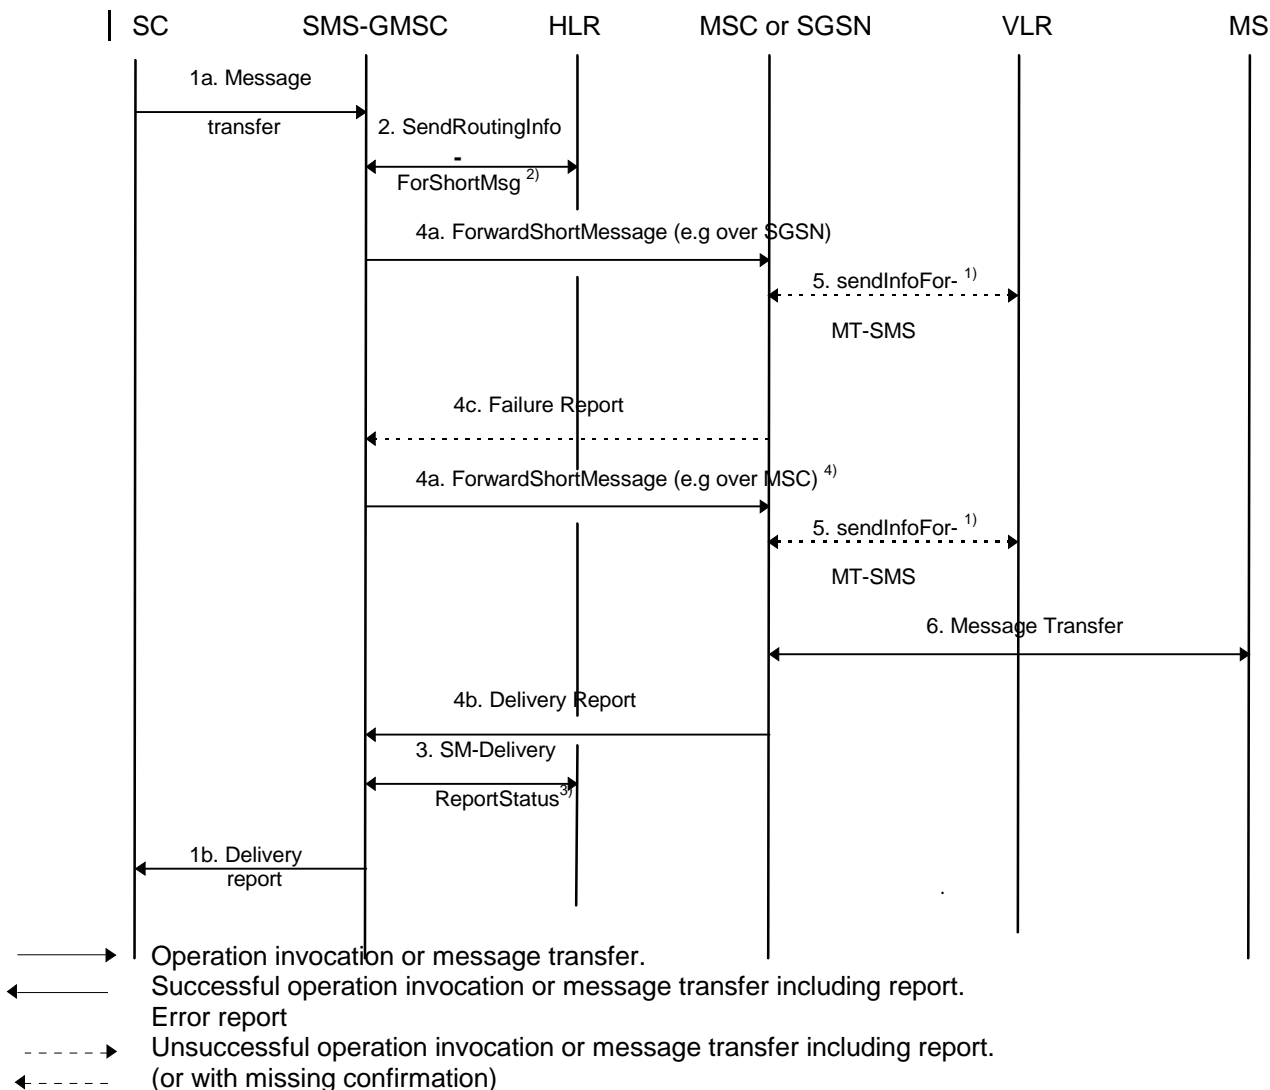 SC SMS-GMSC HLR MSC or SGSN VLR MS
1a. Message
transfer
2. SendRoutingInfo
-
ForShortMsg 2)
4a. ForwardShortMessage (e.g over SGSN)
5. sendInfoFor- 1)
MT-SMS
4c. Failure Report
4a. ForwardShortMessage (e.g over MSC) 4)
5. sendInfoFor- 1)
MT-SMS
6. Message Transfer
4b. Delivery Report
3. SM-Delivery
ReportStatus3)
1b. Delivery
report
.
Operation invocation or message transfer.
Successful operation invocation or message transfer including report.
Error report
Unsuccessful operation invocation or message transfer including report.
(or with missing confirmation)